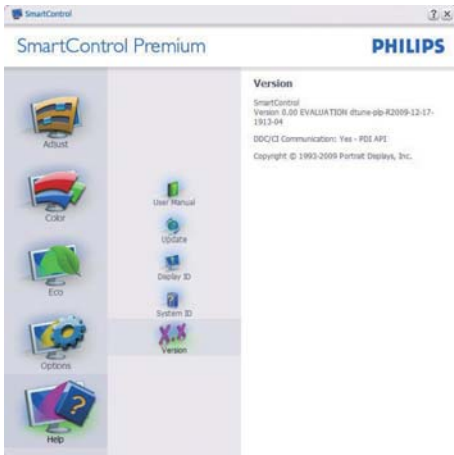 SmartControl
SmartControl Premium
PHILIPS
Adjust
Color
Eco
Options
Help
User Manual
Update
Display ID
System ID
Version
Version
SmartControl
Version 0.00 EVALUATION dtune-plp-R2009-12-17-
1913-04
DDC/CI Communication: Yes - PDI API
Copyright © 1993-2009 Portrait Displays, Inc.